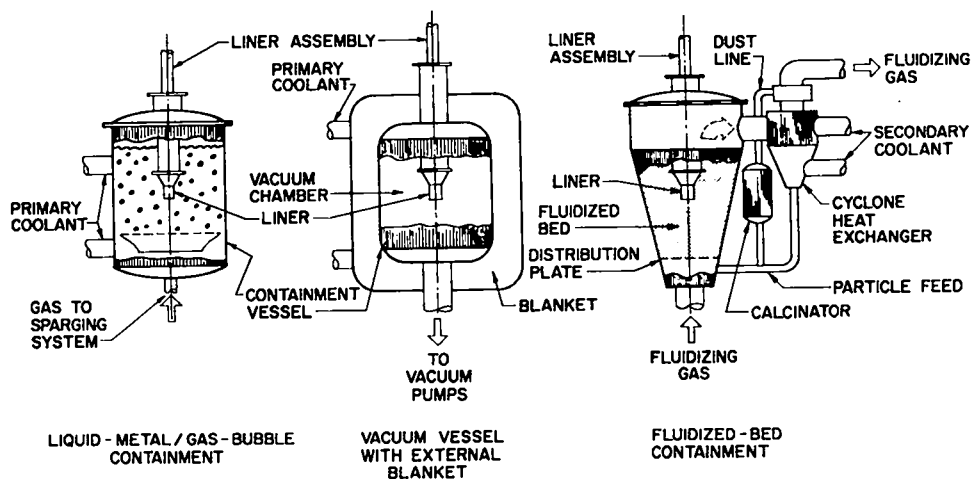 LINER ASSEMBLY
PRIMARY
COOLANT
LINER
ASSEMBLY
DUST
LINE
FLUIDIZING
GAS
SECONDARY
COOLANT
VACUUM
CHAMBER
LINER
LINER
FLUIDIZED
BED
CYCLONE
HEAT
EXCHANGER
PRIMARY
COOLANT
DISTRIBUTION
PLATE
GAS TO
SPARGING
SYSTEM
CONTAINMENT
VESSEL
BLANKET
PARTICLE FEED
CALCINATOR
TO
VACUUM
PUMPS
FLUIDIZING
GAS
LIQUID-METAL/GAS-BUBBLE
CONTAINMENT
VACUUM VESSEL
WITH EXTERNAL
BLANKET
FLUIDIZED-BED
CONTAINMENT